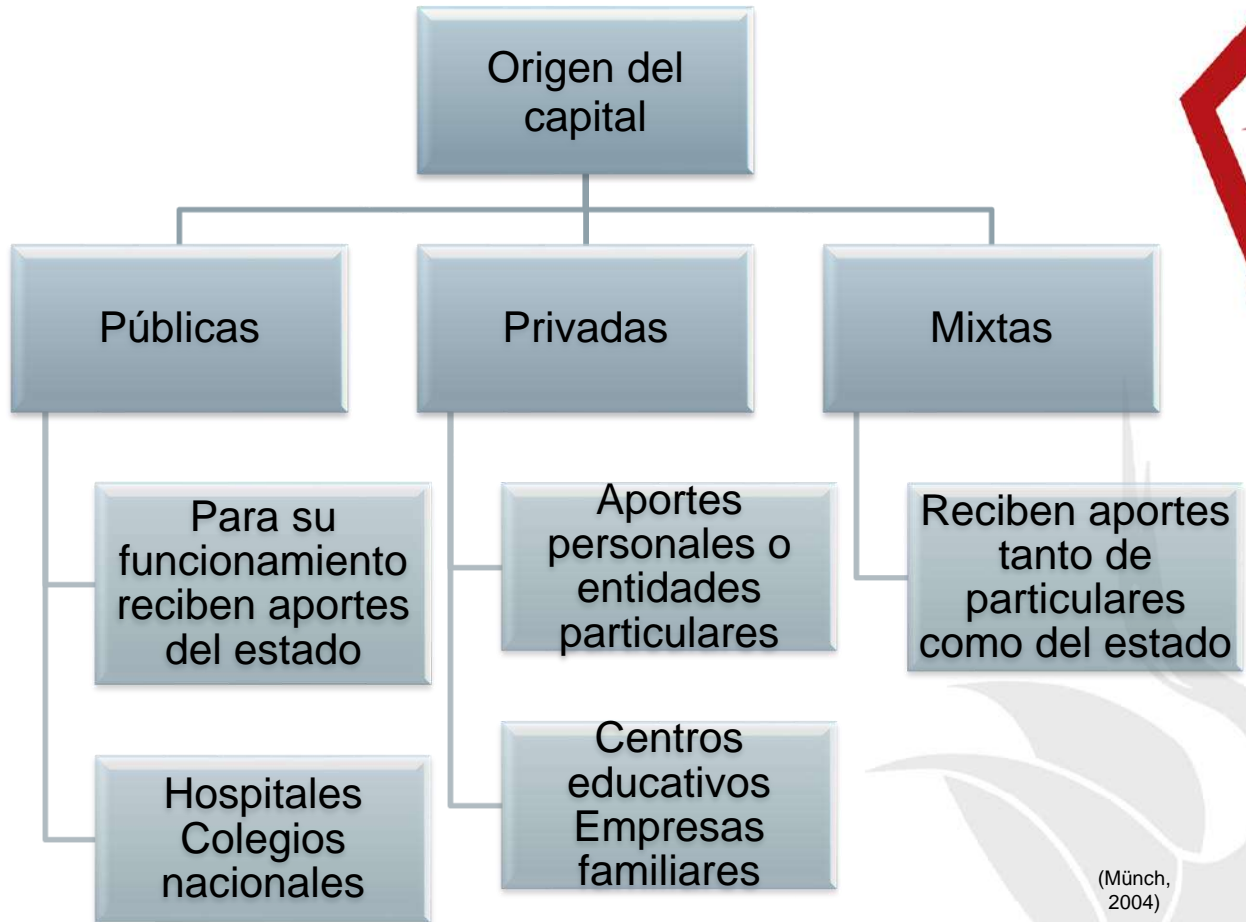 Origen del
capital
Públicas
Privadas
Mixtas
Para su
funcionamiento
reciben aportes
del estado
Hospitales
Colegios
nacionales
Aportes
personales o
entidades
particulares
Centros
educativos
Empresas
familiares
Reciben aportes
tanto de
particulares
como del estado
(Münch,
2004)